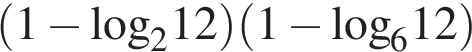 (1 − log₂12)(1 − log₆12)